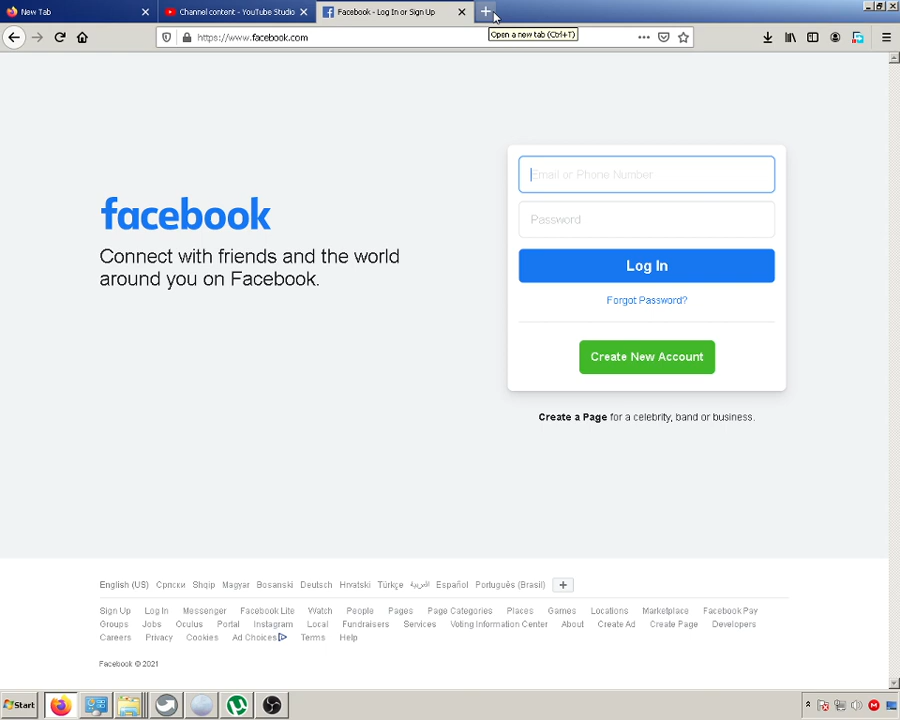 New Tab
Channel content - YouTube Studio
Facebook - Log In or Sign Up
https://www.facebook.com
Open a new tab (Ctrl+T)
facebook
Connect with friends and the world
around you on Facebook.
Email or Phone Number
Password
Log In
Forgot Password?
Create New Account
Create a Page for a celebrity, band or business.
English (US) Српски Shqip Magyar Bosanski Deutsch Hrvatski Türkçe العربية Español Português (Brasil)
Sign Up Log In Messenger Facebook Lite Watch People Pages Page Categories Places Games Locations Marketplace Facebook Pay
Groups Jobs Oculus Portal Instagram Local Fundraisers Services Voting Information Center About Create Ad Create Page Developers
Careers Privacy Cookies Ad Choices Terms Help
Facebook © 2021
Start